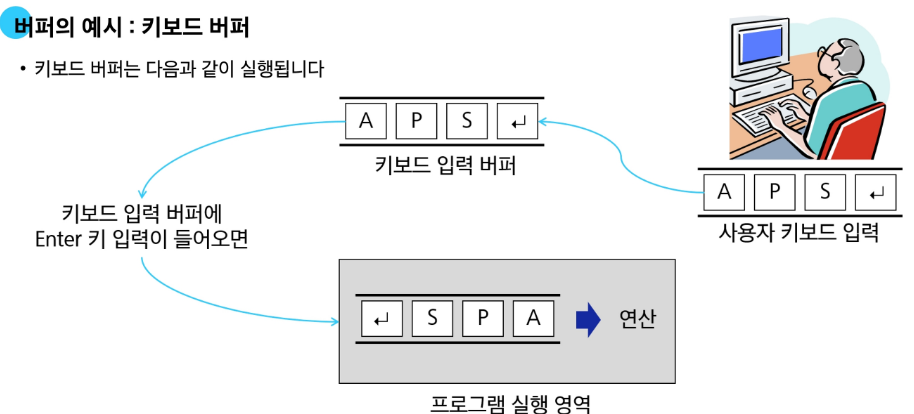 버퍼의 예시 : 키보드 버퍼
• 키보드 버퍼는 다음과 같이 실행됩니다
A P S ↵
키보드 입력 버퍼
A P S ↵
사용자 키보드 입력
키보드 입력 버퍼에
Enter 키 입력이 들어오면
↵ S P A 연산
프로그램 실행 영역